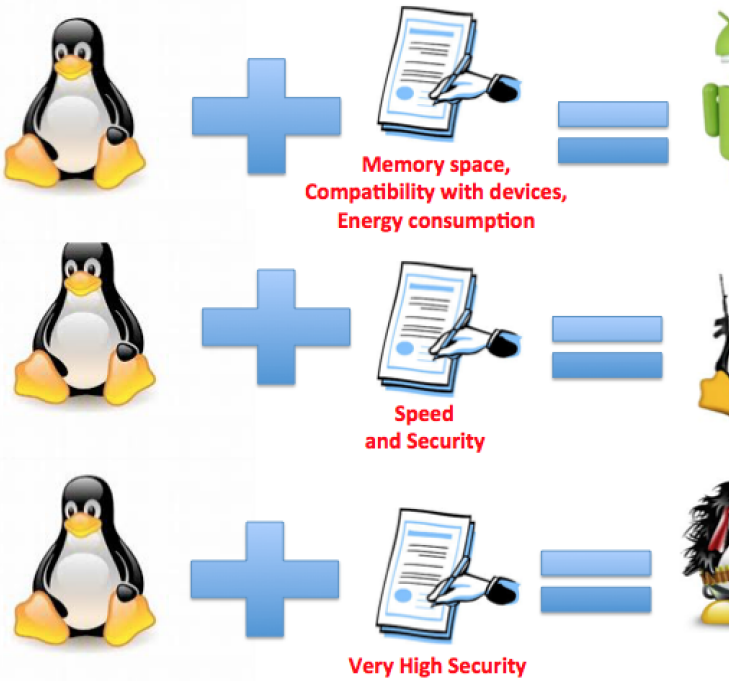 Memory space,
Compatibility with devices,
Energy consumption
Speed
and Security
Very High Security